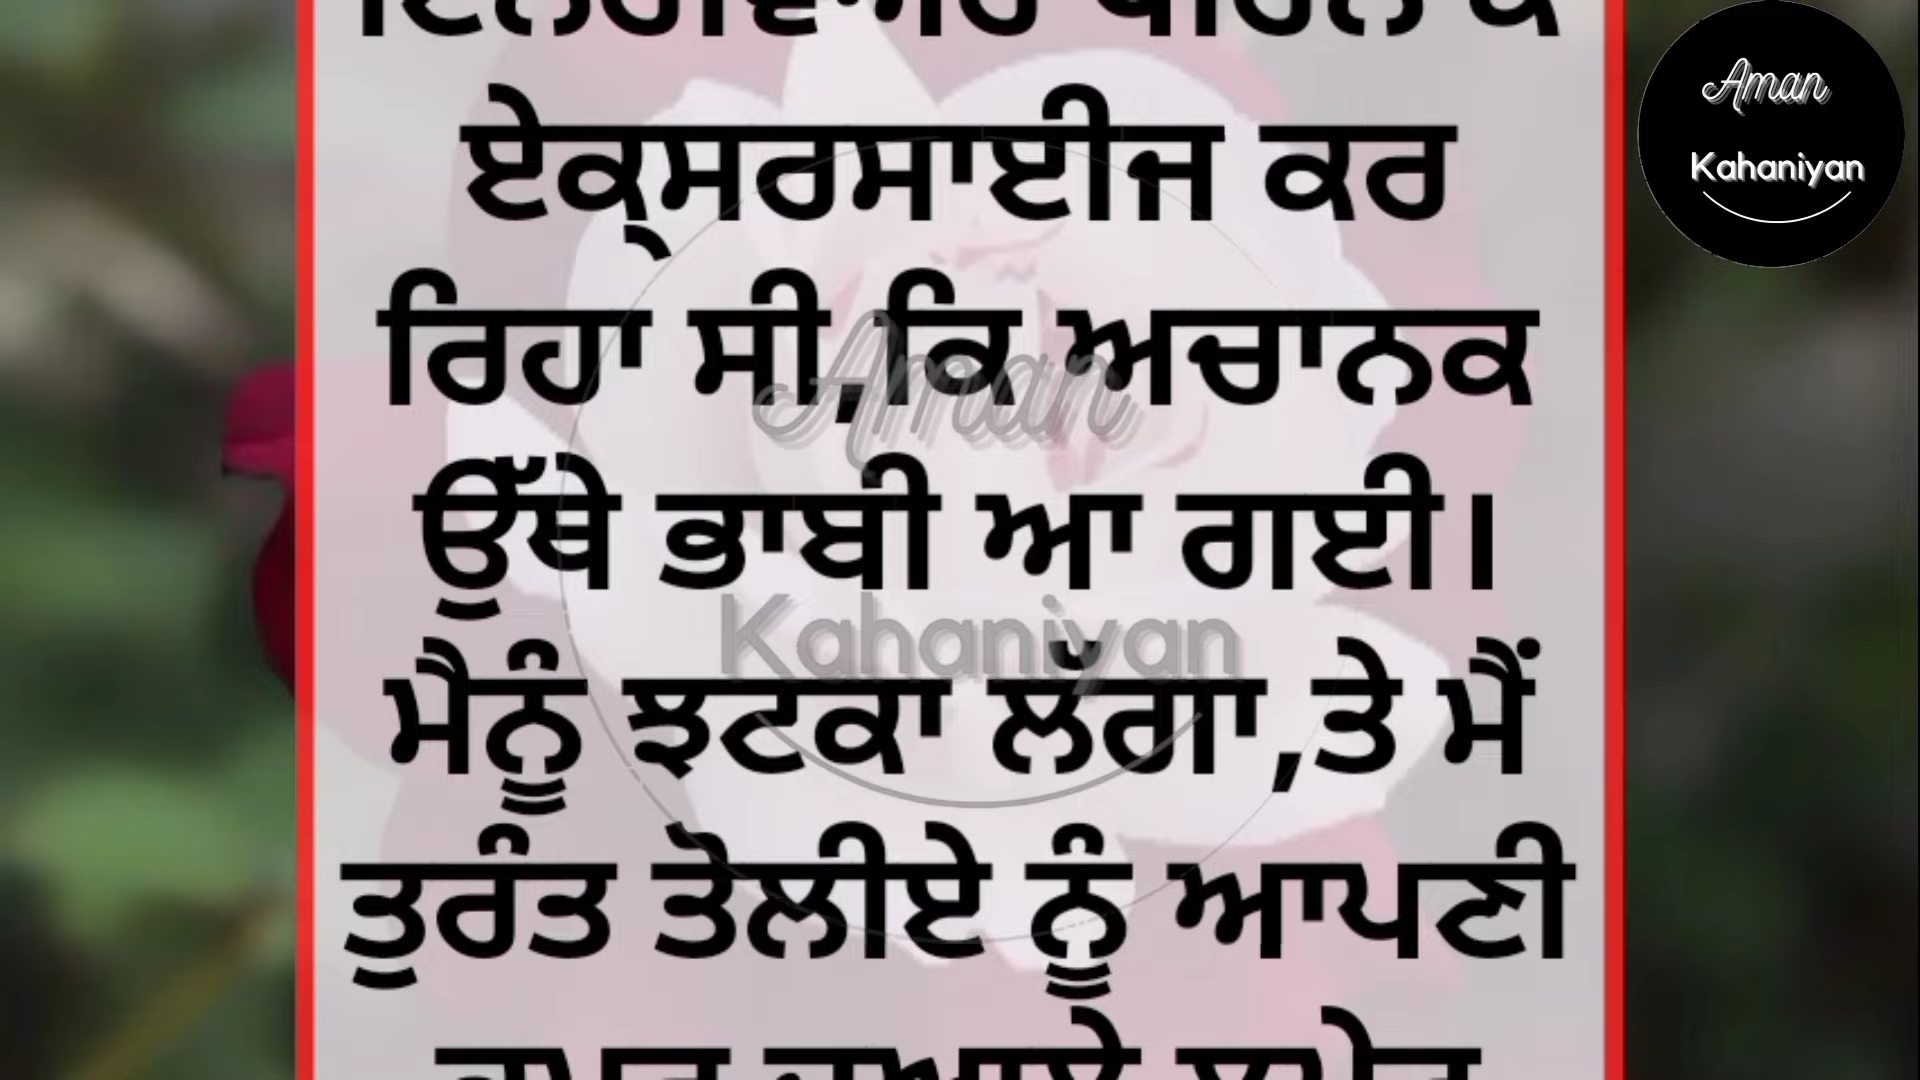 ਏਕ੍ਸਰਸਾਈਜ ਕਰ
ਰਿਹਾ ਸੀ,ਕਿ ਅਚਾਨਕ
ਉੱਥੇ ਭਾਬੀ ਆ ਗਈ।
ਮੈਨੂੰ ਝਟਕਾ ਲੱਗਾ,ਤੇ ਮੈਂ
ਤੁਰੰਤ ਤੋਲੀਏ ਨੂੰ ਆਪਣੀ
Aman
Kahaniyan
Aman
Kahaniyan